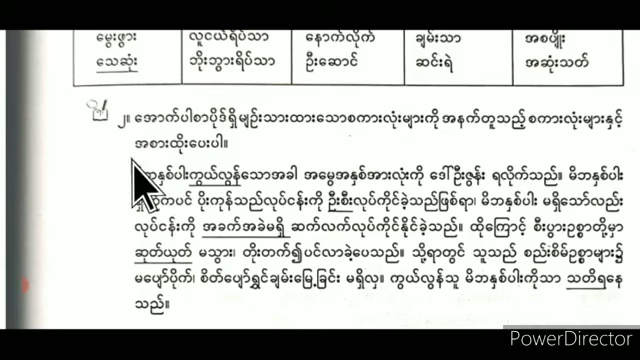 မွေးဖွား လူငယ်ရိပ်သာ နောက်လိုက် ချမ်းသာ အစပျိုး
သေဆုံး ဘိုးဘွားရိပ်သာ ဦးဆောင် ဆင်းရဲ အဆုံးသတ်
၂။ အောက်ပါစာပိုဒ်ရှိမျဉ်းသားထားသောစကားလုံးများကို အနက်တူသည့် စကားလုံးများနှင့်
အစားထိုးပေးပါ။
နှစ်ပါးကွယ်လွန်သောအခါ အမွေအနှစ်အားလုံးကို ဒေါ်ဦးဇွန်း ရလိုက်သည်။ မိဘနှစ်ပါး
ကပင် ပိုးကုန်သည်လုပ်ငန်းကို ဦးစီးလုပ်ကိုင်ခဲ့သည်ဖြစ်ရာ၊ မိဘနှစ်ပါး မရှိသော်လည်း
လုပ်ငန်းကို အခက်အခဲမရှိ ဆက်လက်လုပ်ကိုင်နိုင်ခဲ့သည်။ ထို့ကြောင့် စီးပွားဥစ္စာတို့မှာ
ဆုတ်ယုတ် မသွား၊ တိုးတက်၍ပင်လာခဲ့ပေသည်။ သို့ရာတွင် သူသည် စည်းစိမ်ဥစ္စာများ၌
မပျော်ပိုက်၊ စိတ်ပျော်ရွှင်ချမ်းမြေ့ခြင်း မရှိလှ။ ကွယ်လွန်သူ မိဘနှစ်ပါးကိုသာ သတိရနေ
သည်။
PowerDirector